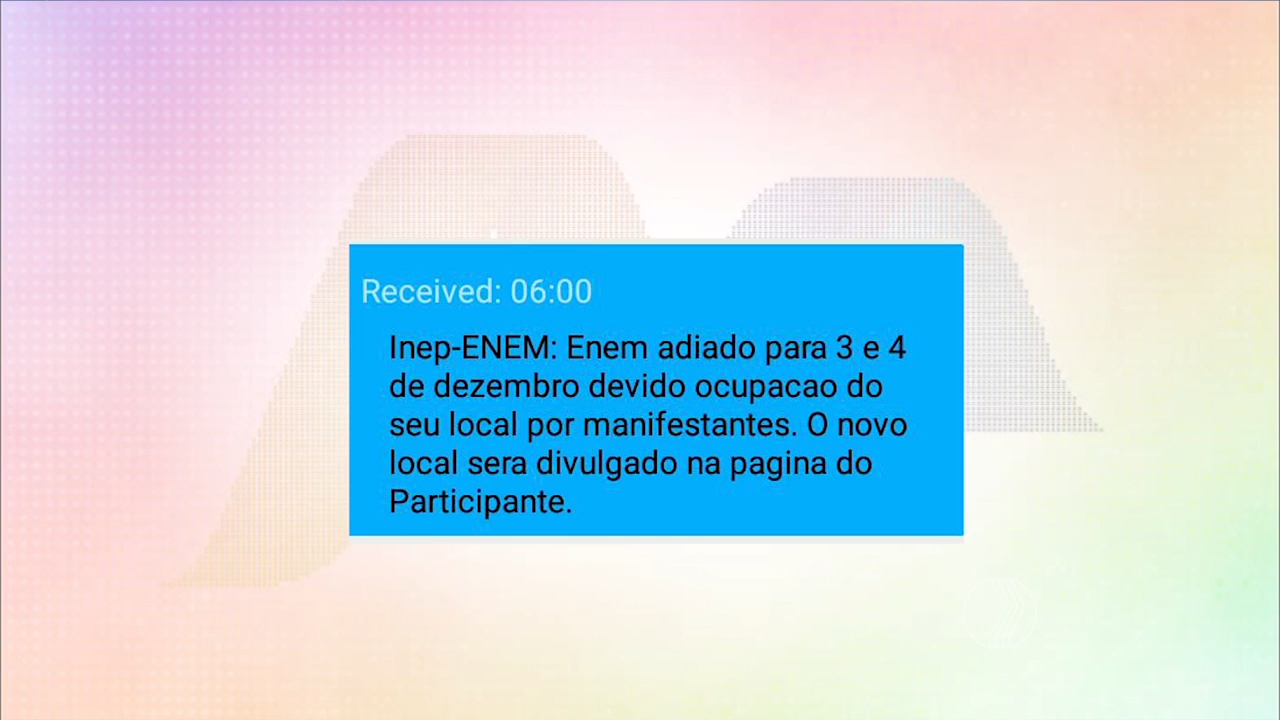 Received: 06:00
Inep-ENEM: Enem adiado para 3 e 4
de dezembro devido ocupacao do
seu local por manifestantes. O novo
local sera divulgado na pagina do
Participante.